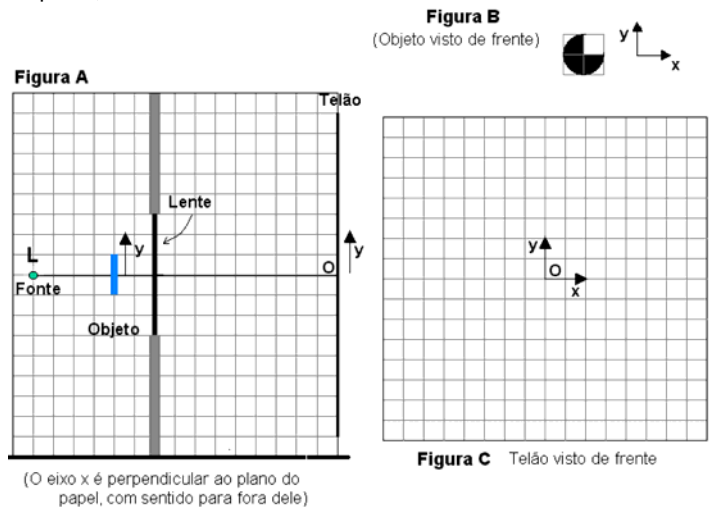 Figura B
(Objeto visto de frente)
y
x
Figura A
Telão
Lente
y
L
y
O
Fonte
Objeto
y
O
x
Figura C Telão visto de frente
(O eixo x é perpendicular ao plano do
papel, com sentido para fora dele)